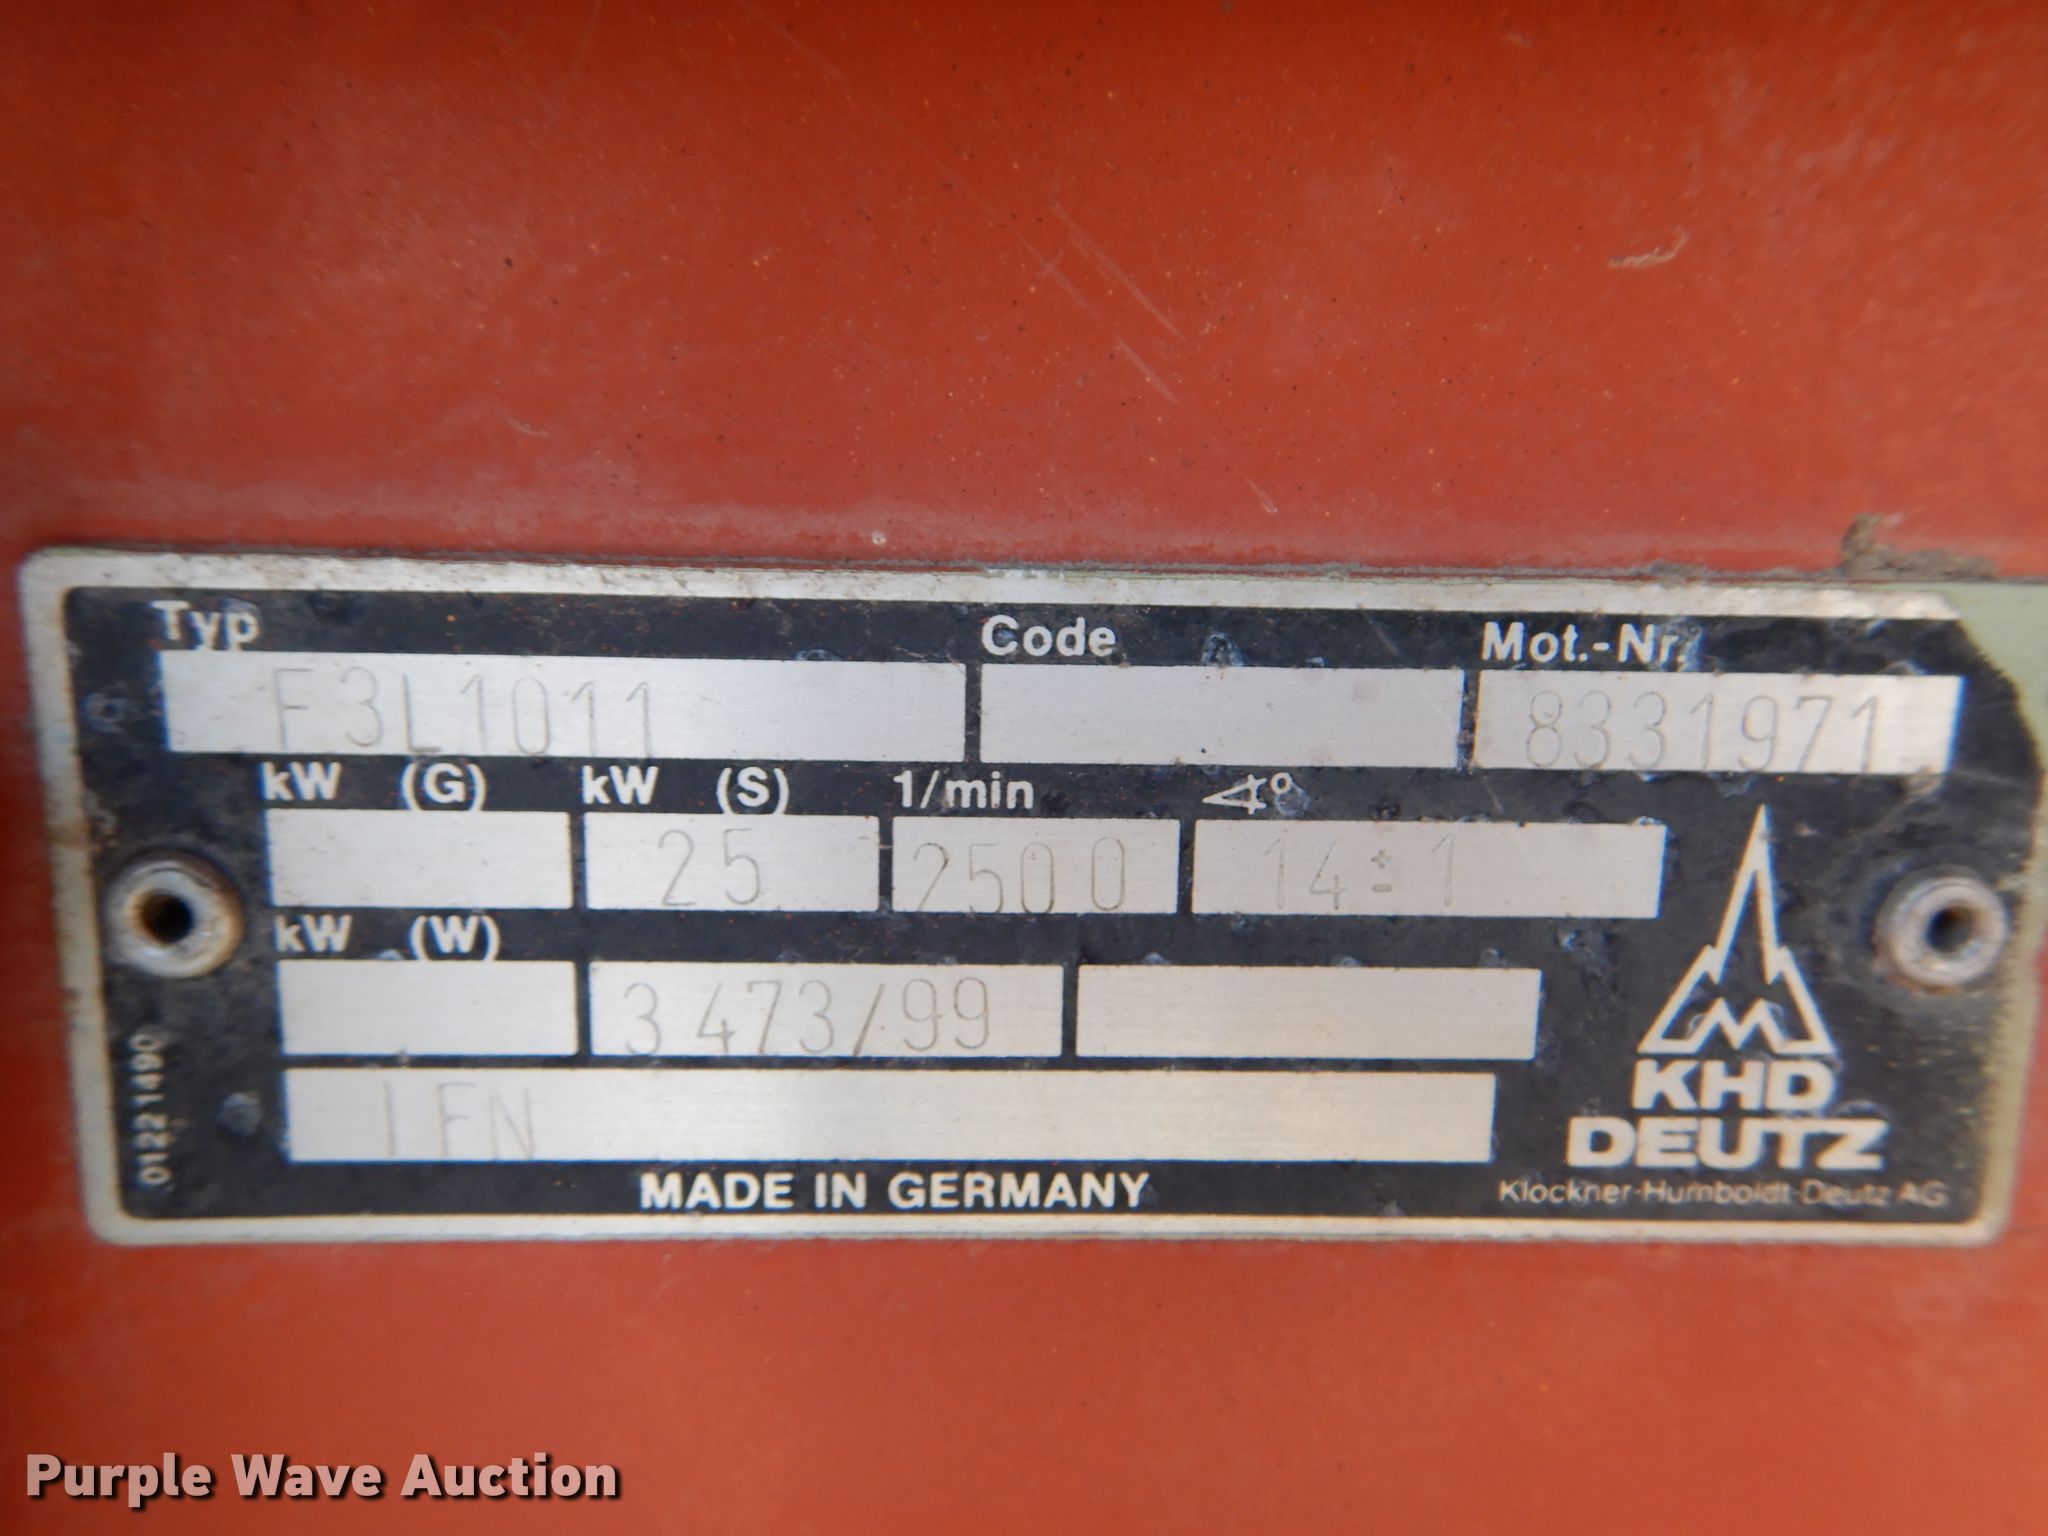 Typ Code Mot.-Nr.
F3L1011 8331971
kW (G) kW (S) 1/min ∢°
25 2500 14 ± 1
kW (W)
3 473/99
LFN
01221490
KHD
DEUTZ
MADE IN GERMANY
Klöckner-Humboldt-Deutz AG
Purple Wave Auction